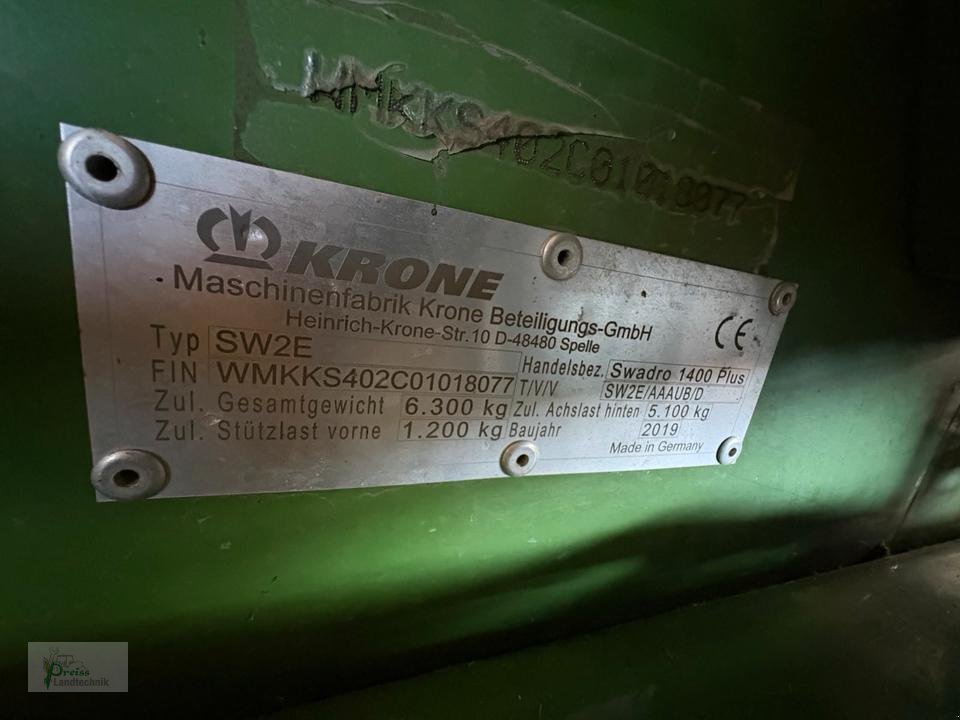 WMKKS402C01018077
KRONE
Maschinenfabrik Krone Beteiligungs-GmbH
Heinrich-Krone-Str.10 D-48480 Spelle
CE
Typ SW2E
Handelsbez. Swadro 1400 Plus
FIN WMKKS402C01018077 T/V/V SW2E/AAAUB/D
Zul. Gesamtgewicht 6.300 kg Zul. Achslast hinten 5.100 kg
Zul. Stützlast vorne 1.200 kg Baujahr 2019
Made in Germany
Preiss
Landtechnik